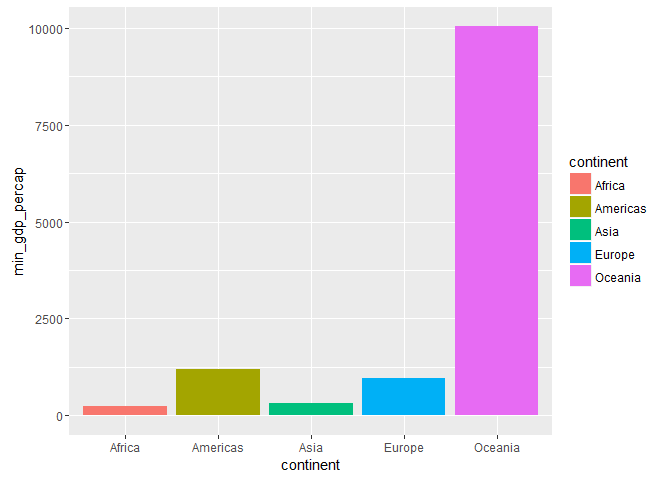 min_gdp_percap
10000
7500
5000
2500
0
Africa Americas Asia Europe Oceania
continent
continent
Africa
Americas
Asia
Europe
Oceania